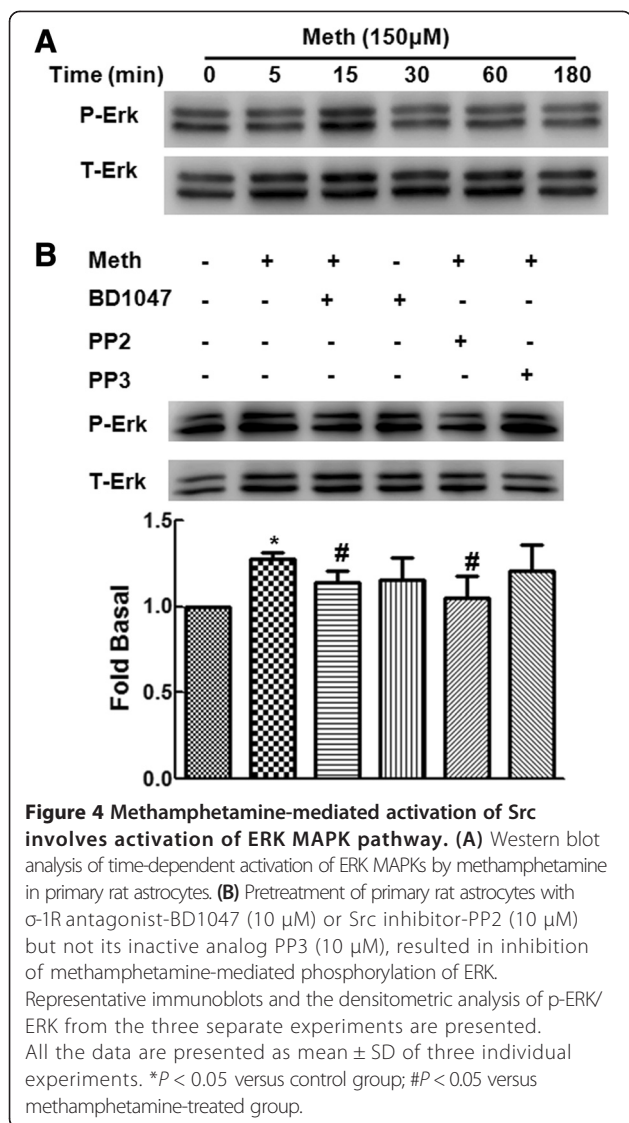 A
Meth (150µM)
Time (min) 0 5 15 30 60 180
P-Erk
T-Erk
B
Meth - + + - + +
BD1047 - - + + - -
PP2 - - - - + -
PP3 - - - - - +
P-Erk
T-Erk
1.5
1.0
0.5
0.0
Fold Basal
* # #
Figure 4 Methamphetamine-mediated activation of Src
involves activation of ERK MAPK pathway. (A) Western blot
analysis of time-dependent activation of ERK MAPKs by methamphetamine
in primary rat astrocytes. (B) Pretreatment of primary rat astrocytes with
σ-1R antagonist-BD1047 (10 μM) or Src inhibitor-PP2 (10 μM)
but not its inactive analog PP3 (10 μM), resulted in inhibition
of methamphetamine-mediated phosphorylation of ERK.
Representative immunoblots and the densitometric analysis of p-ERK/
ERK from the three separate experiments are presented.
All the data are presented as mean ± SD of three individual
experiments. *P < 0.05 versus control group; #P < 0.05 versus
methamphetamine-treated group.